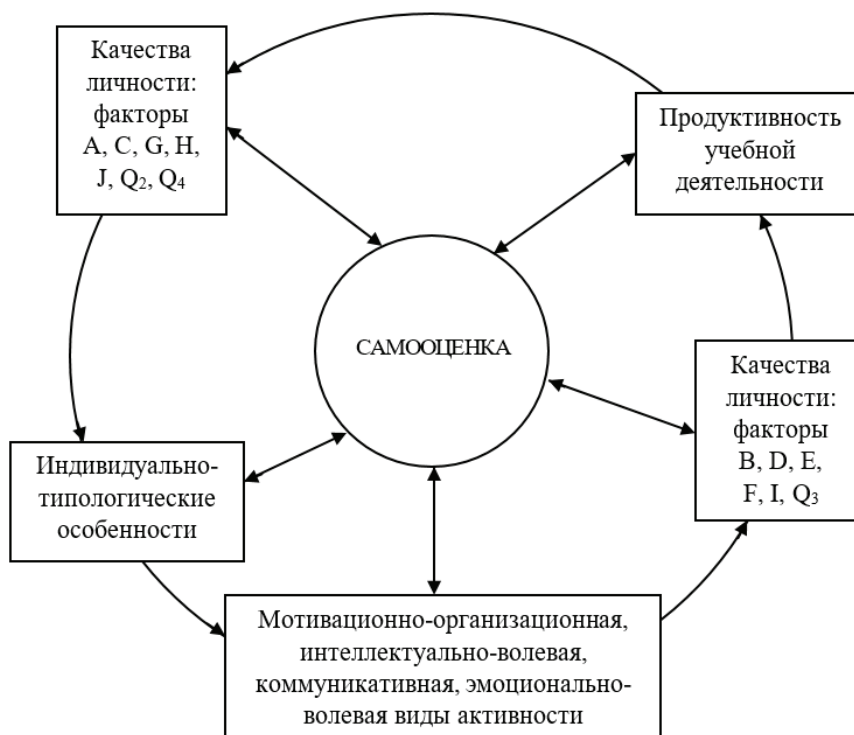 Качества
личности:
факторы
A, C, G, H,
J, Q₂, Q₄
Продуктивность
учебной
деятельности
САМООЦЕНКА
Качества
личности:
факторы
B, D, E,
F, I, Q₃
Индивидуально-
типологические
особенности
Мотивационно-организационная,
интеллектуально-волевая,
коммуникативная, эмоционально-
волевая виды активности